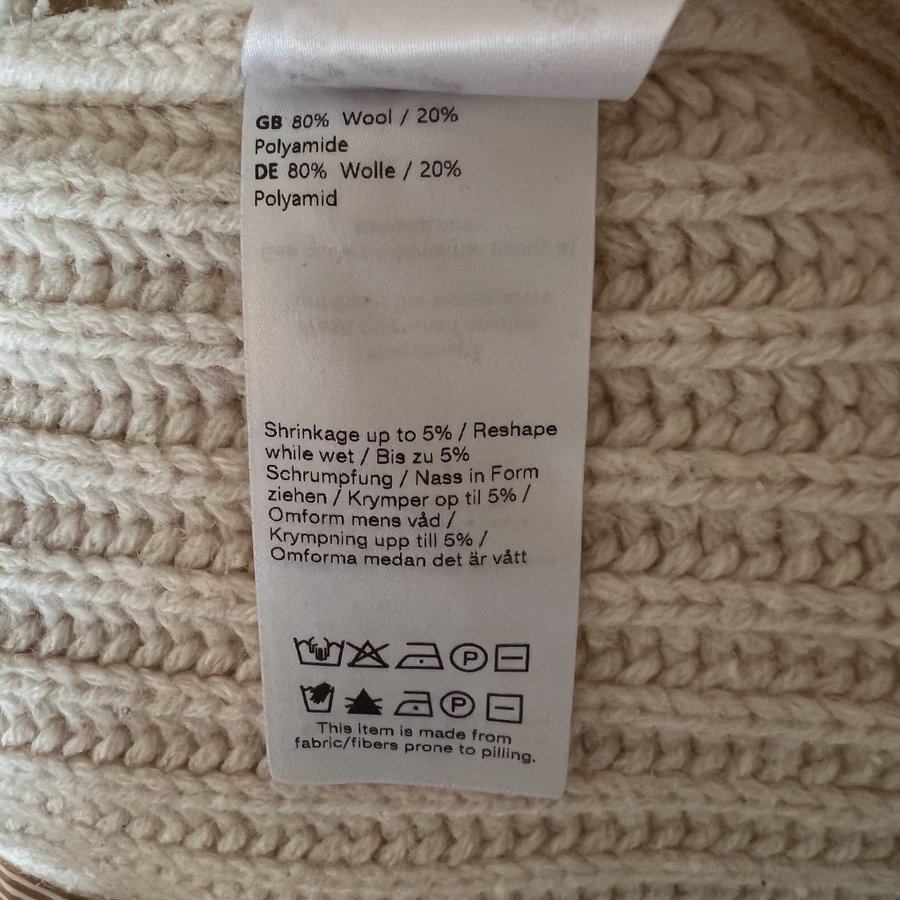 GB 80% Wool / 20%
Polyamide
DE 80% Wolle / 20%
Polyamid
Shrinkage up to 5% / Reshape
while wet / Bis zu 5%
Schrumpfung / Nass in Form
ziehen / Krymper op til 5% /
Omform mens våd /
Krympning upp till 5% /
Omforma medan det är vått
P
P
This item is made from
fabric/fibers prone to pilling.